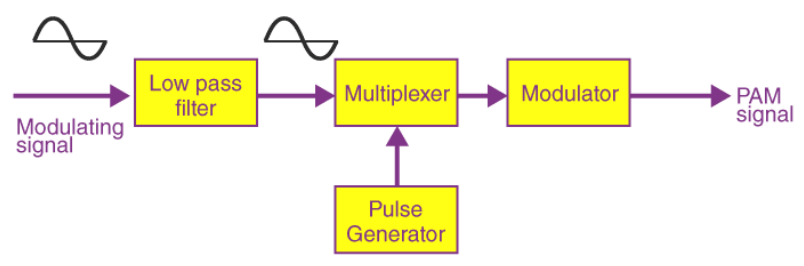 Low pass
filter
Multiplexer
Modulator
PAM
signal
Modulating
signal
Pulse
Generator